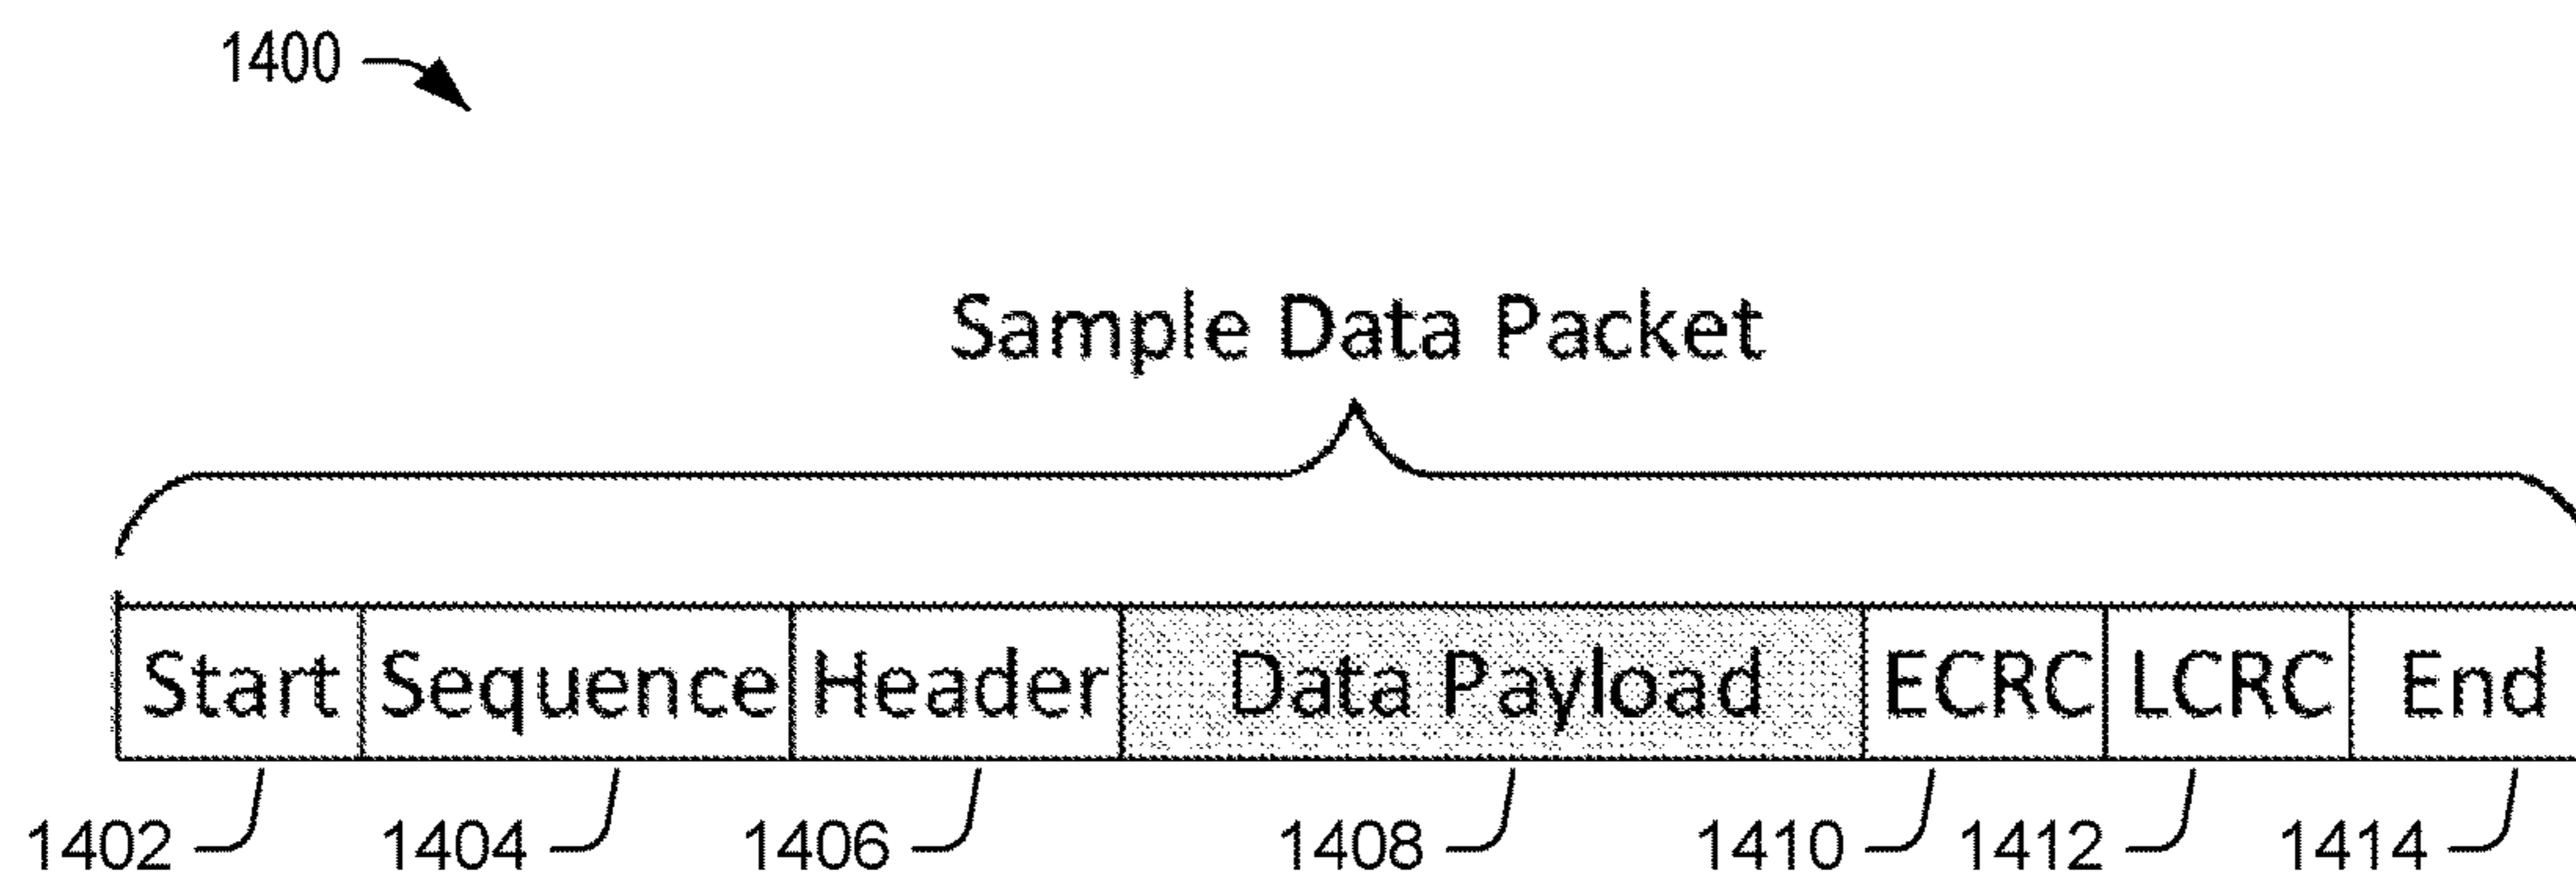 1400
Sample Data Packet
Start Sequence Header Data Payload ECRC LCRC End
1402 1404 1406 1408 1410 1412 1414